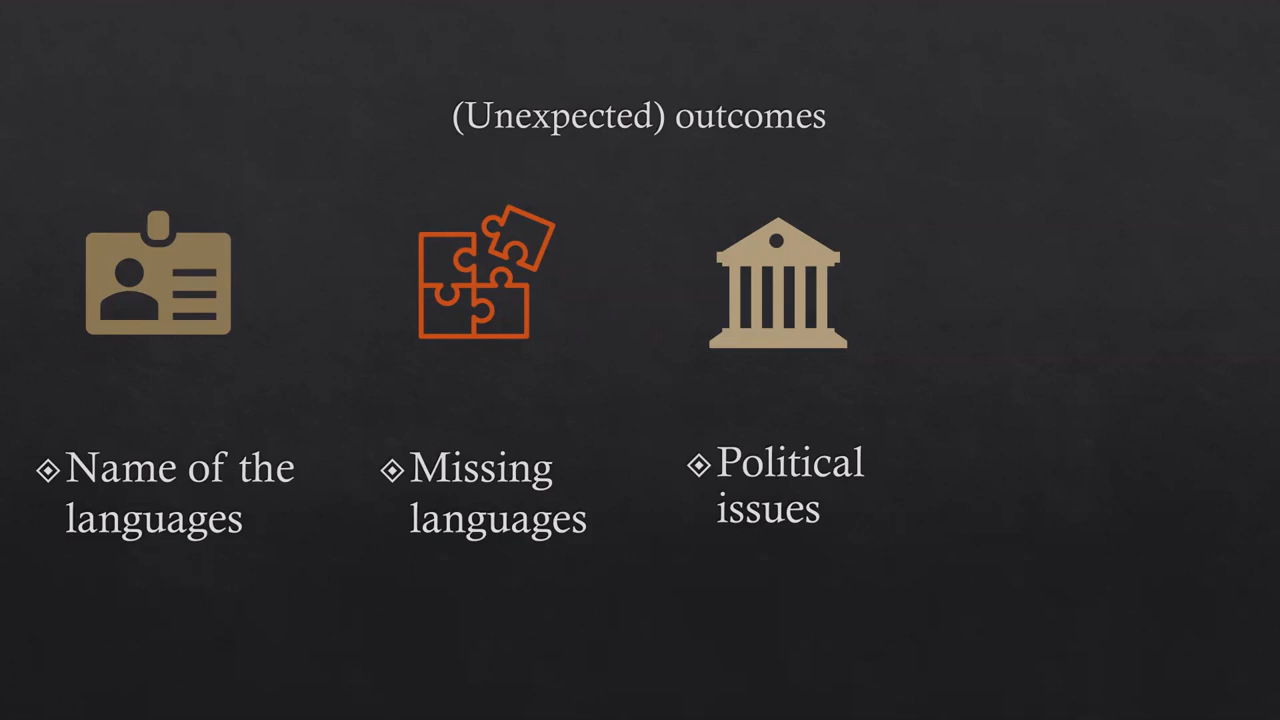 (Unexpected) outcomes
Name of the
languages
Missing
languages
Political
issues